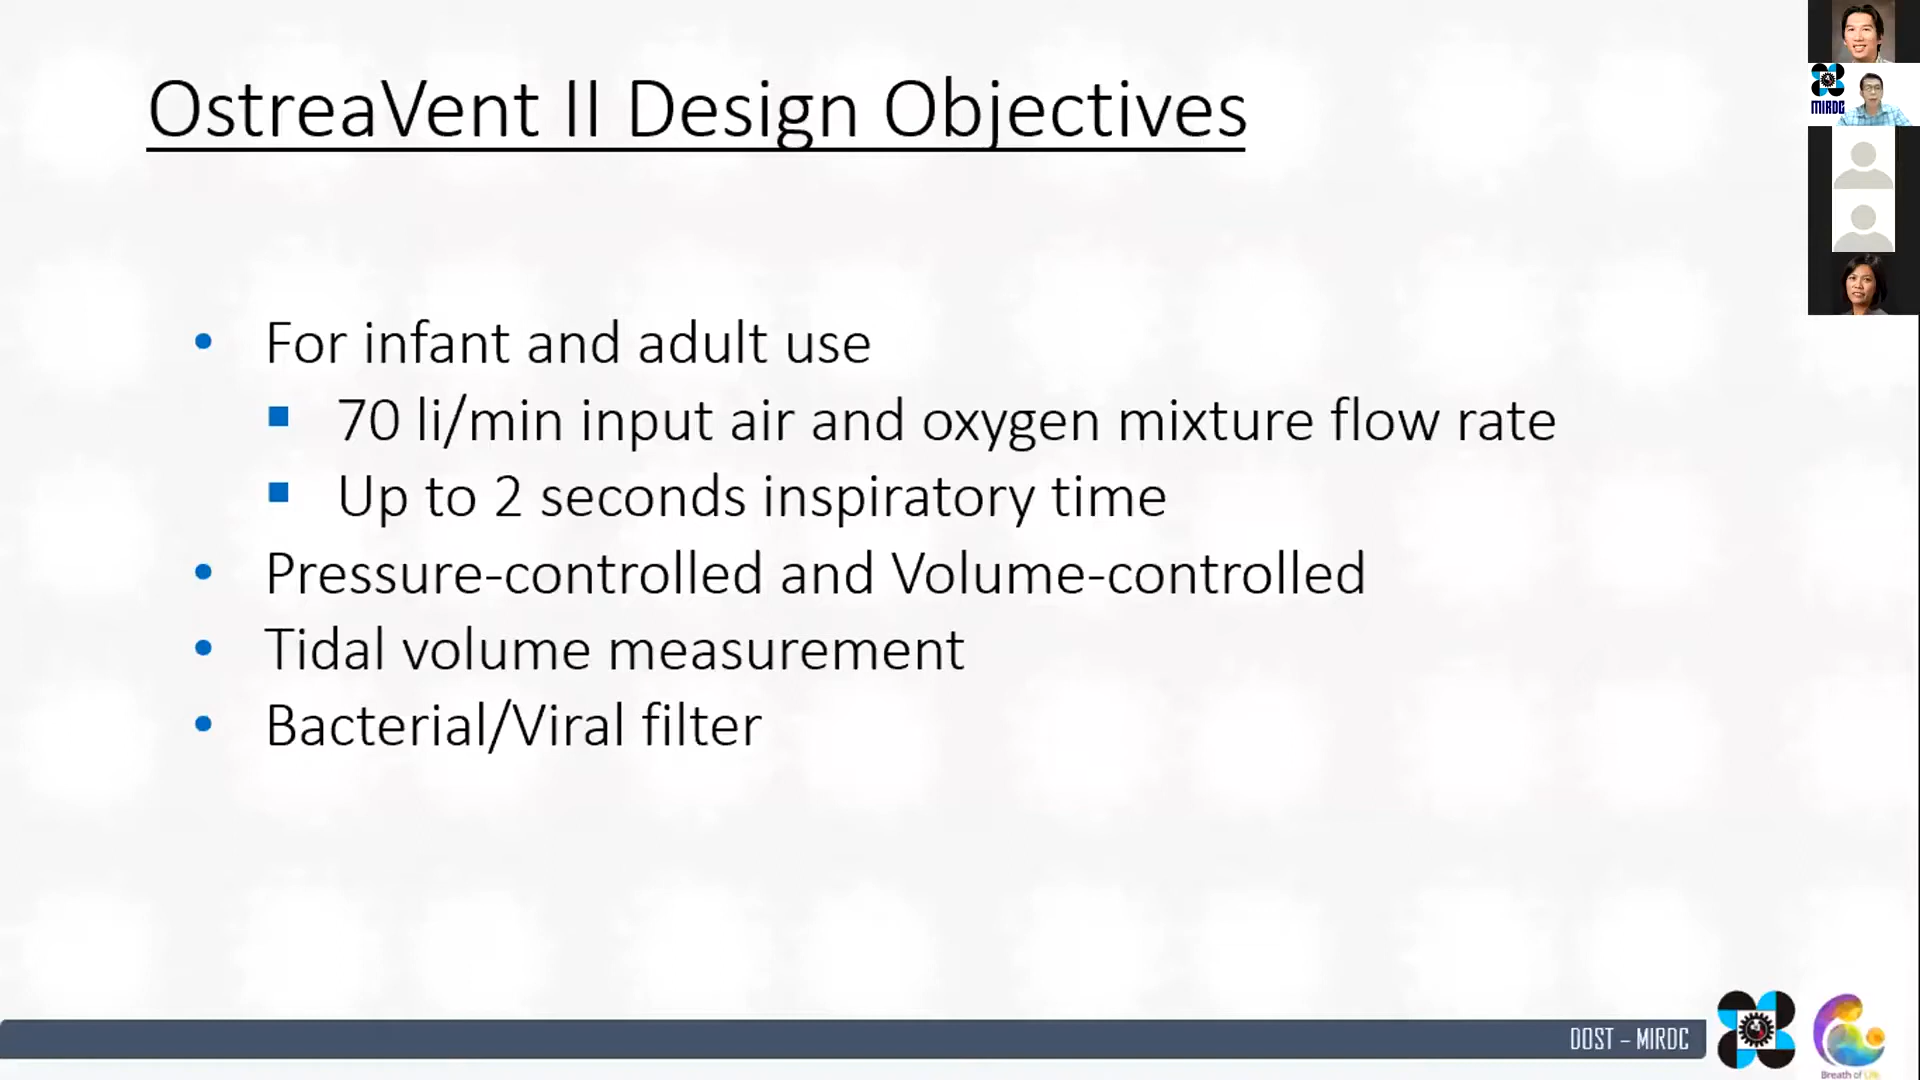 OstreaVent II Design Objectives
MIRDC
• For infant and adult use
▪ 70 li/min input air and oxygen mixture flow rate
▪ Up to 2 seconds inspiratory time
• Pressure-controlled and Volume-controlled
• Tidal volume measurement
• Bacterial/Viral filter
DOST – MIRDC
Breath of Life